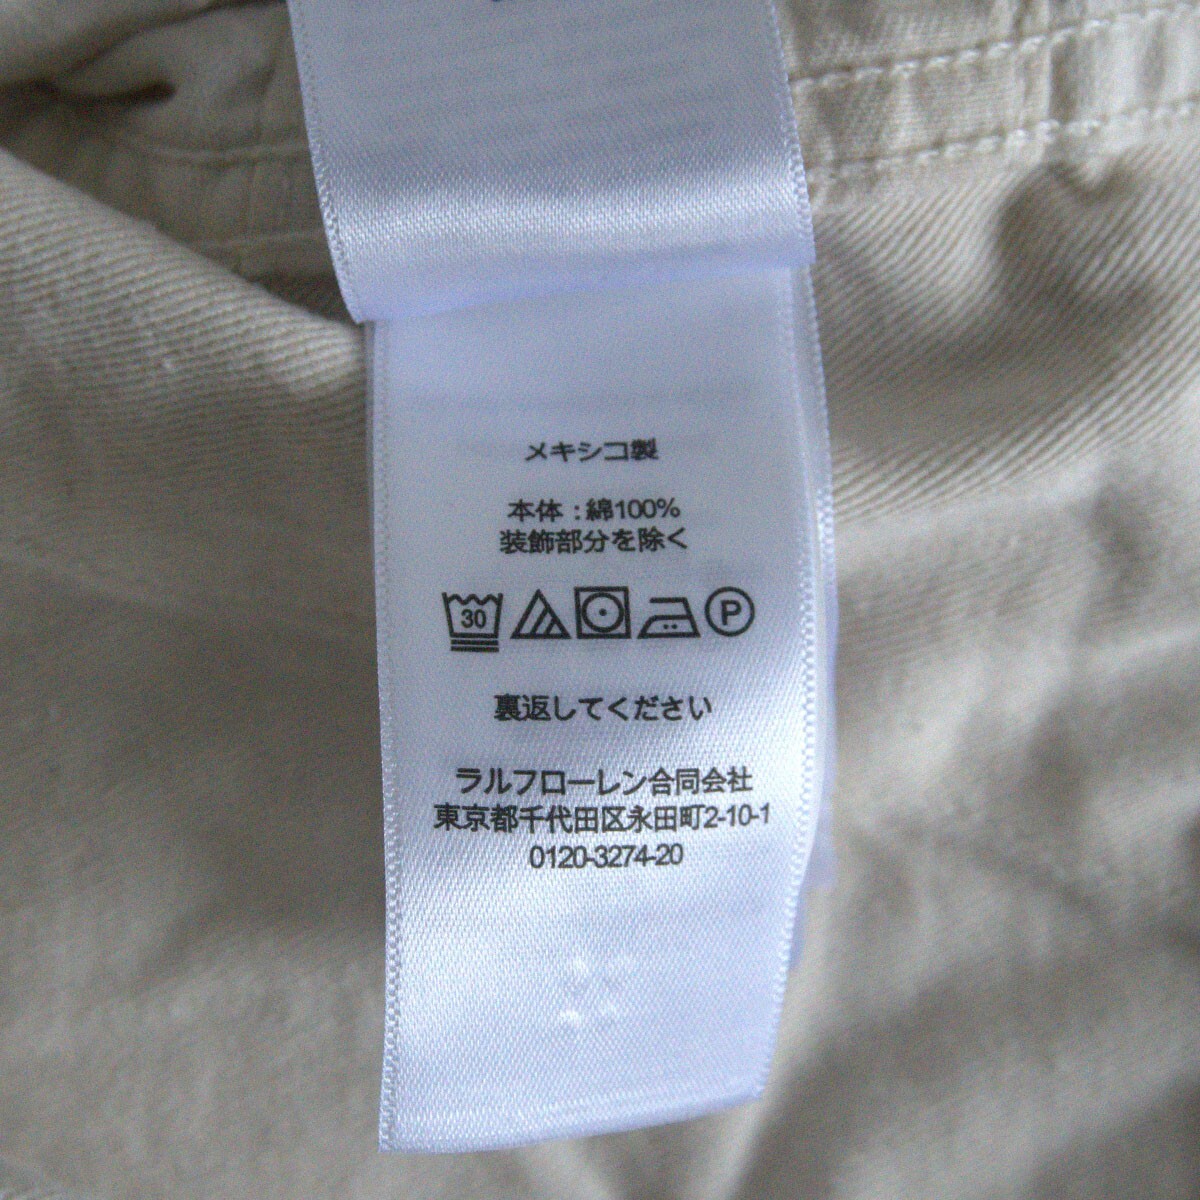 メキシコ製
本体 : 綿100%
装飾部分を除く
30 P
裏返してください
ラルフローレン合同会社
東京都千代田区永田町2-10-1
0120-3274-20